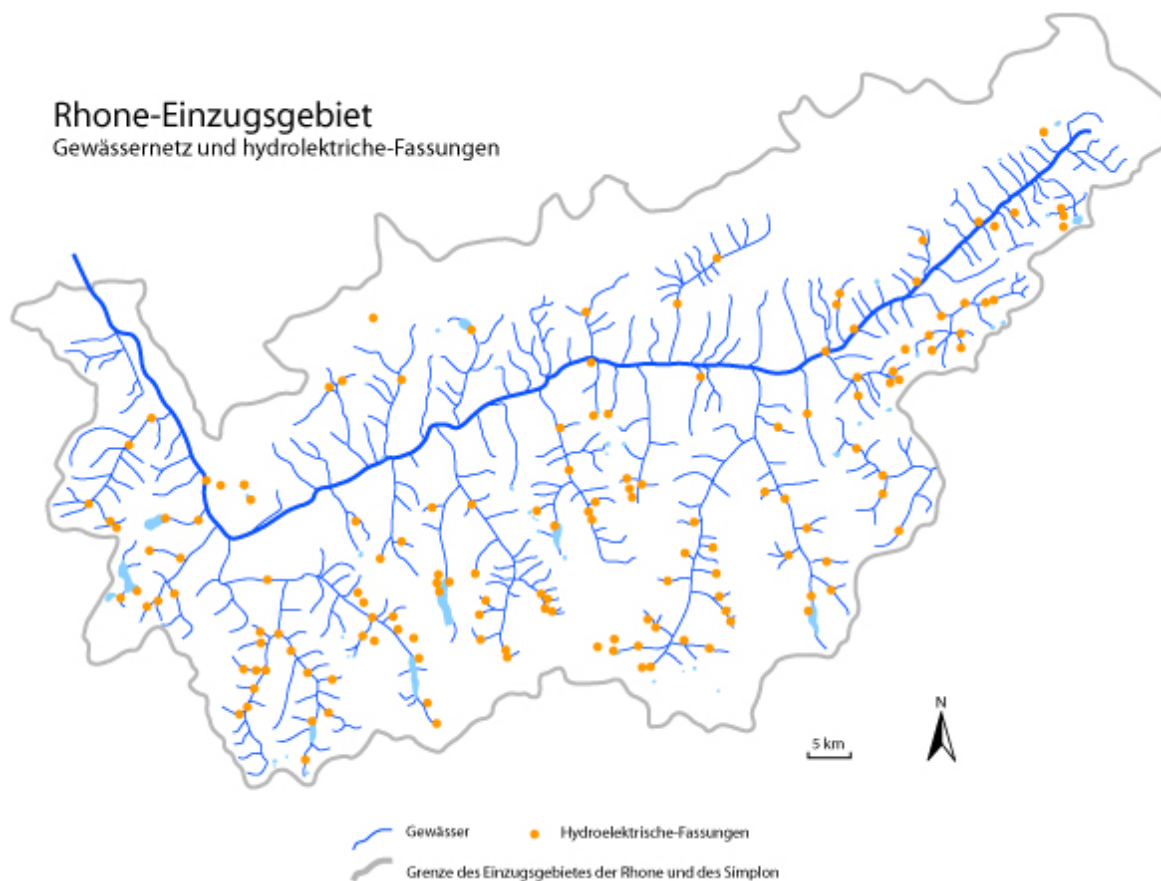 Rhone-Einzugsgebiet
Gewässernetz und hydrolektriche-Fassungen
N
5 km
Gewässer
Hydroelektrische-Fassungen
Grenze des Einzugsgebietes der Rhone und des Simplon